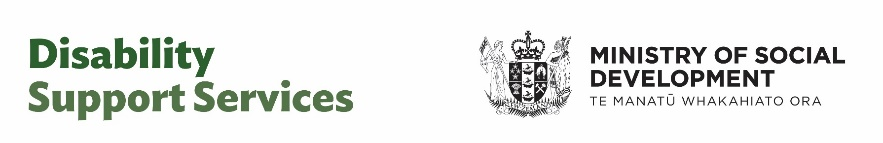 Disability
Support Services
MINISTRY OF SOCIAL
DEVELOPMENT
TE MANATŪ WHAKAHIATO ORA